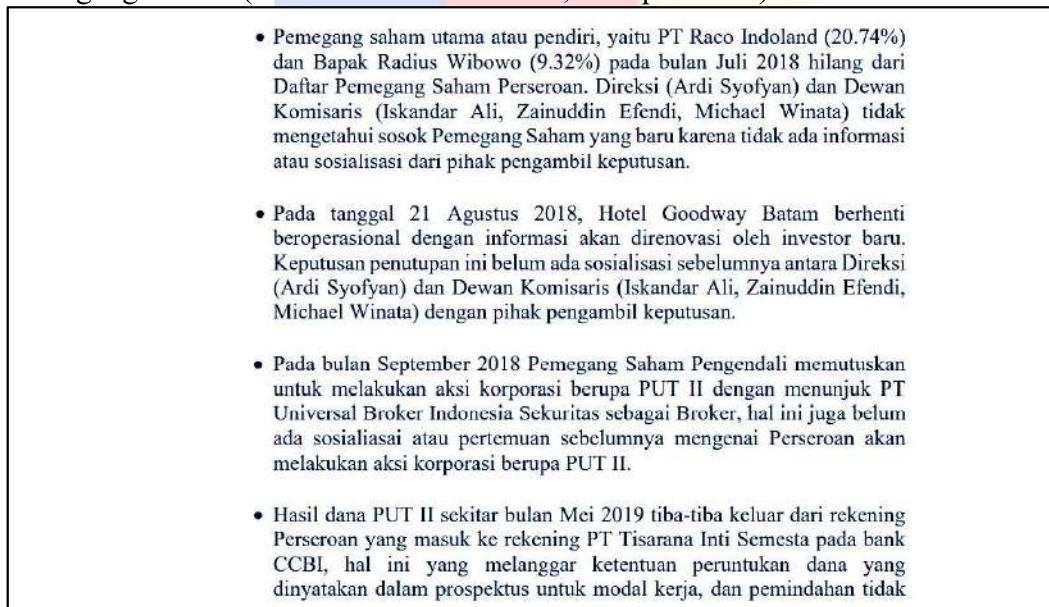 • Pemegang saham utama atau pendiri, yaitu PT Raco Indoland (20.74%)
dan Bapak Radius Wibowo (9.32%) pada bulan Juli 2018 hilang dari
Daftar Pemegang Saham Perseroan. Direksi (Ardi Syofyan) dan Dewan
Komisaris (Iskandar Ali, Zainuddin Efendi, Michael Winata) tidak
mengetahui sosok Pemegang Saham yang baru karena tidak ada informasi
atau sosialisasi dari pihak pengambil keputusan.
• Pada tanggal 21 Agustus 2018, Hotel Goodway Batam berhenti
beroperasional dengan informasi akan direnovasi oleh investor baru.
Keputusan penutupan ini belum ada sosialisasi sebelumnya antara Direksi
(Ardi Syofyan) dan Dewan Komisaris (Iskandar Ali, Zainuddin Efendi,
Michael Winata) dengan pihak pengambil keputusan.
• Pada bulan September 2018 Pemegang Saham Pengendali memutuskan
untuk melakukan aksi korporasi berupa PUT II dengan menunjuk PT
Universal Broker Indonesia Sekuritas sebagai Broker, hal ini juga belum
ada sosialiasai atau pertemuan sebelumnya mengenai Perseroan akan
melakukan aksi korporasi berupa PUT II.
• Hasil dana PUT II sekitar bulan Mei 2019 tiba-tiba keluar dari rekening
Perseroan yang masuk ke rekening PT Tisarana Inti Semesta pada bank
CCBI, hal ini yang melanggar ketentuan peruntukan dana yang
dinyatakan dalam prospektus untuk modal kerja, dan pemindahan tidak